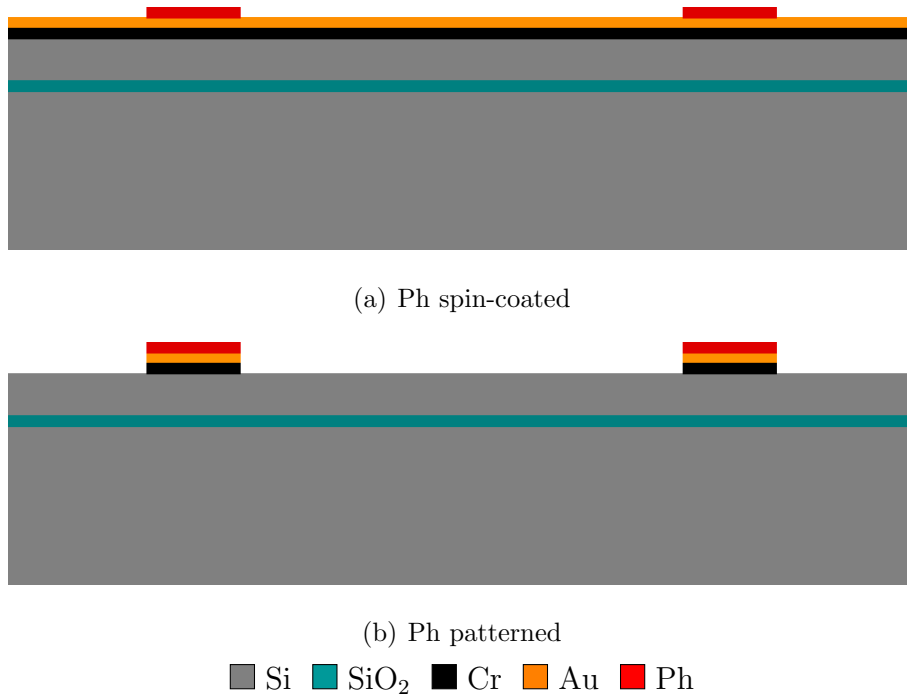 (a) Ph spin-coated
(b) Ph patterned
Si SiO₂ Cr Au Ph